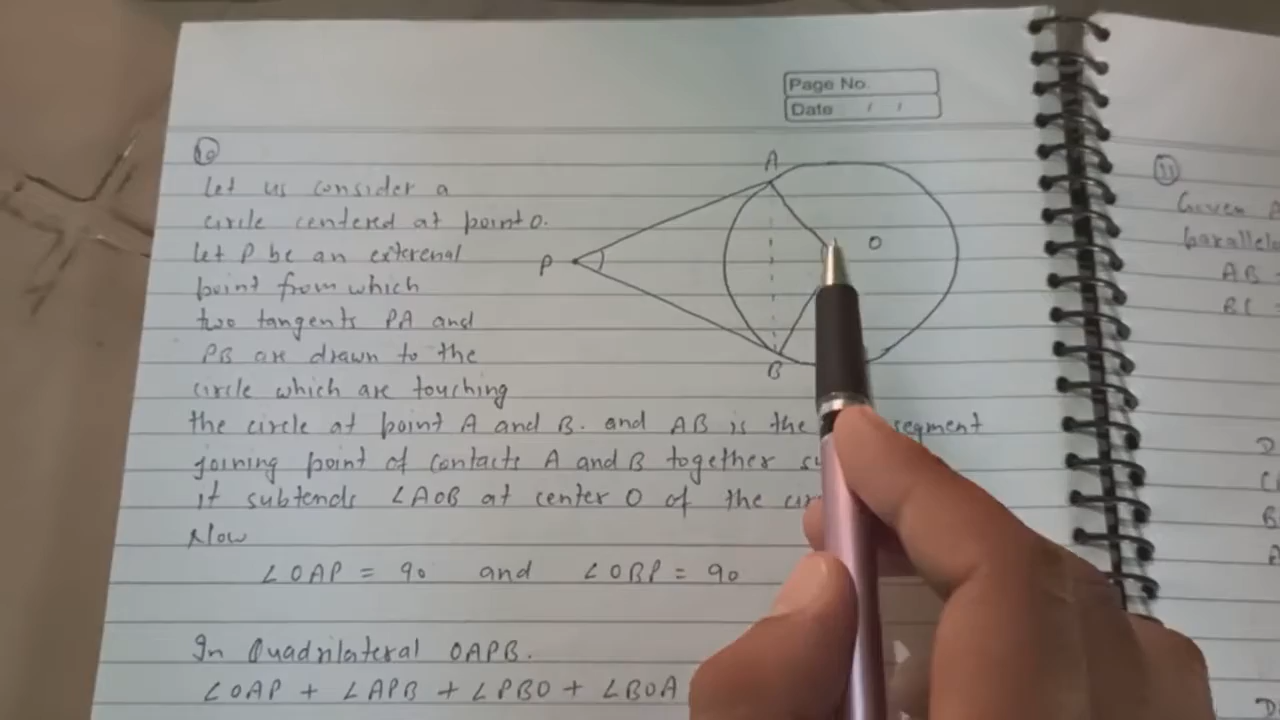 Page No.
Date / /
10
Let us consider a
circle centered at point O.
Let P be an exterenal
point from which
two tangents PA and
PB are drawn to the
circle which are touching
the circle at point A and B. and AB is the segment
joining point of contacts A and B together
it subtends ∠AOB at center O of the
Now
∠OAP = 90 and ∠OBP = 90
In Quadrilateral OAPB.
∠OAP + ∠APB + ∠PBO + ∠BOA
A
P
O
B
11
Given
AB
BC